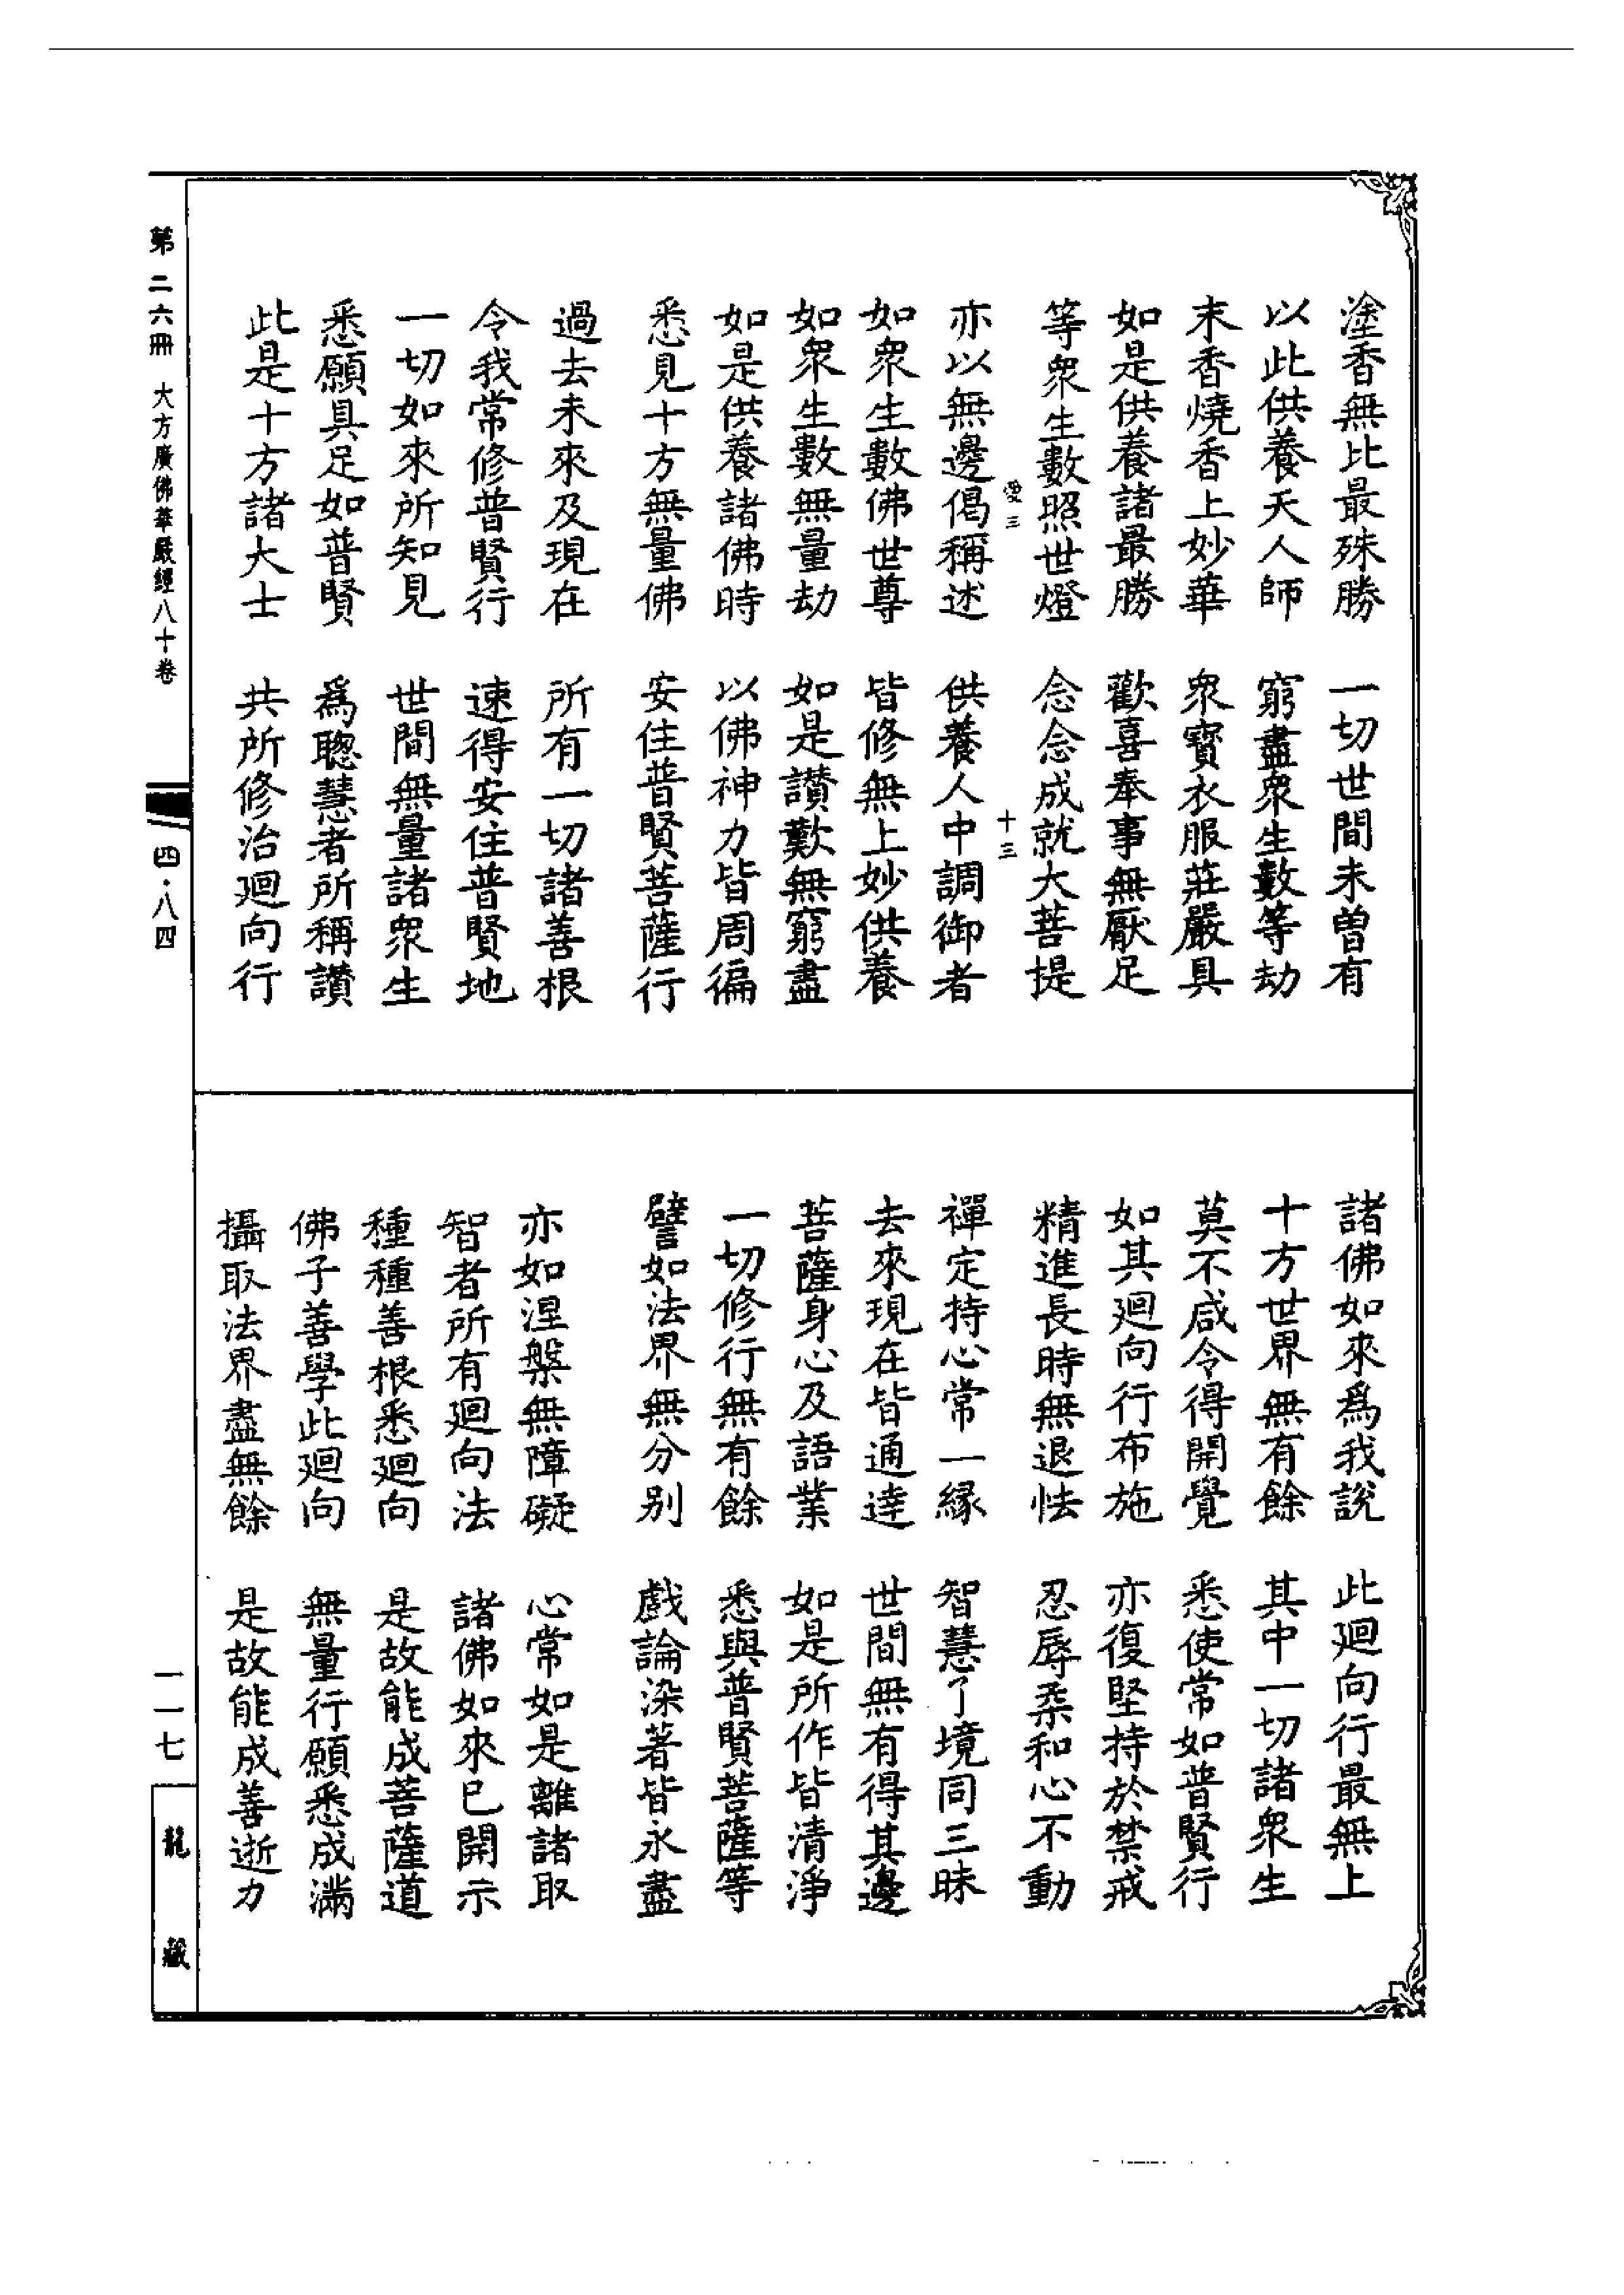 塗香無比最殊勝　一切世間未曾有
以此供養天人師　窮盡衆生數等劫
末香燒香上妙華　衆寶衣服莊嚴具
如是供養諸最勝　歡喜奉事無厭足
等衆生數照世燈　念念成就大菩提
愛三　十三
亦以無邊偈稱述　供養人中調御者
如衆生數佛世尊　皆修無上妙供養
如衆生數無量劫　如是讃歎無窮盡
如是供養諸佛時　以佛神力皆周徧
悉見十方無量佛　安住普賢菩薩行
過去未來及現在　所有一切諸善根
令我常修普賢行　速得安住普賢地
一切如來所知見　世間無量諸衆生
悉願具足如普賢　爲聰慧者所稱讃
此是十方諸大士　共所修治廻向行
諸佛如來爲我說　此廻向行最無上
十方世界無有餘　其中一切諸衆生
莫不咸令得開覺　悉使常如普賢行
如其廻向行布施　亦復堅持於禁戒
精進長時無退怯　忍辱柔和心不動
禪定持心常一緣　智慧了境同三昧
去來現在皆通達　世間無有得其邊
菩薩身心及語業　如是所作皆清淨
一切修行無有餘　悉與普賢菩薩等
譬如法界無分别　戲論染著皆永盡
亦如涅槃無障礙　心常如是離諸取
智者所有廻向法　諸佛如來已開示
種種善根悉廻向　是故能成菩薩道
佛子善學此廻向　無量行願悉成滿
攝取法界盡無餘　是故能成善逝力
第二六冊　大方廣佛華嚴經八十卷
四·八四
一一七
龍藏